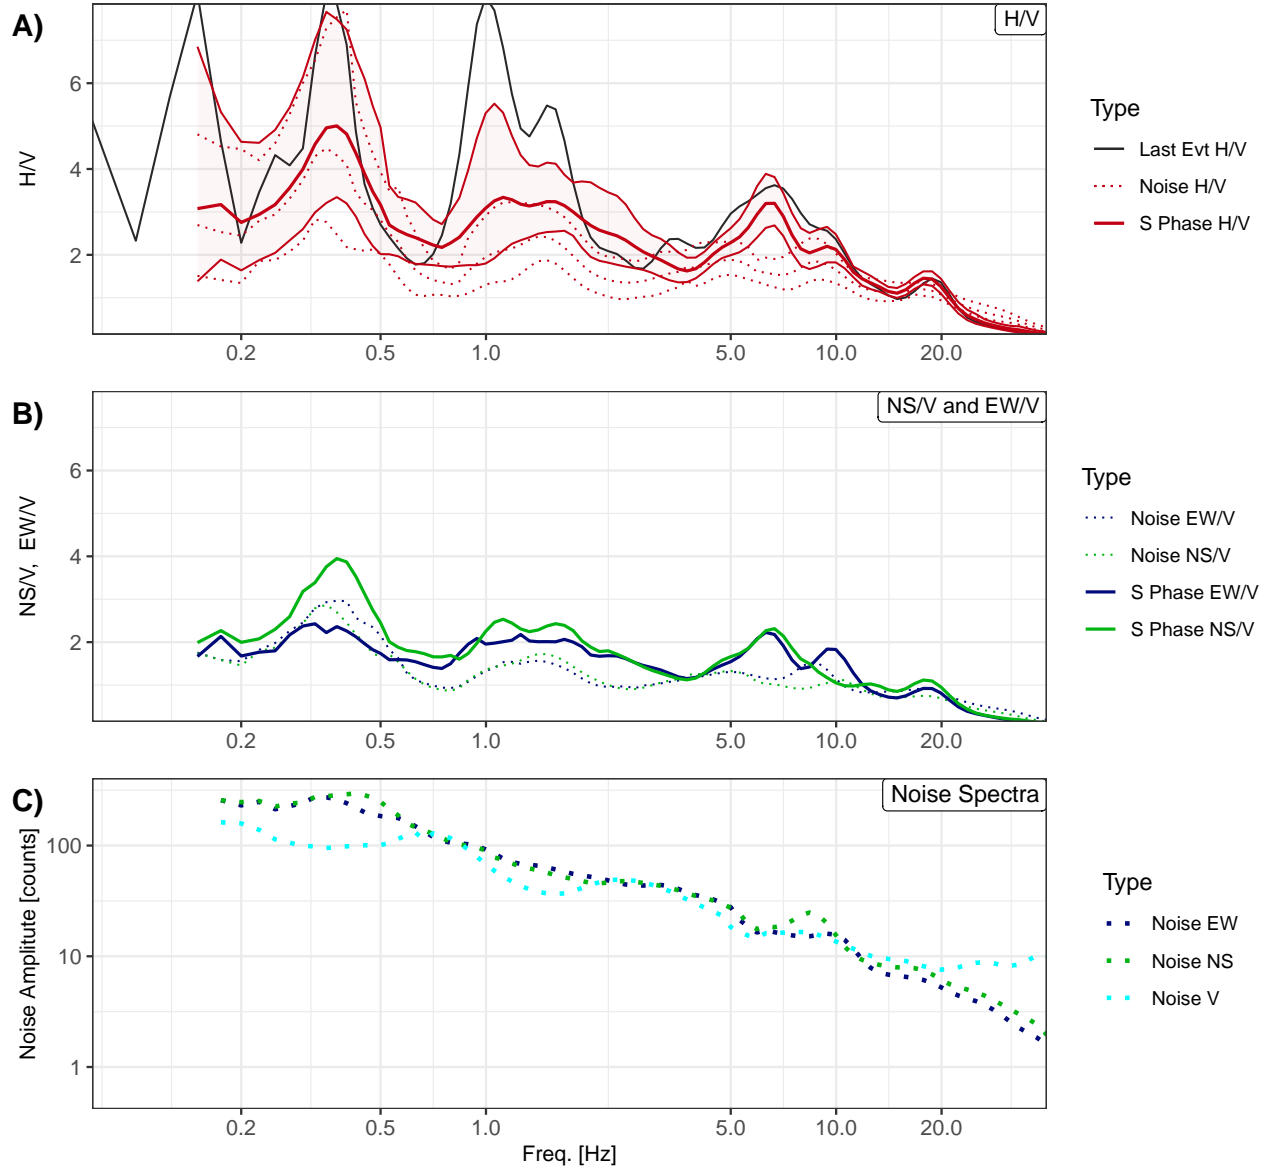 A)
H/V
6
4
2
H/V
0.2 0.5 1.0 5.0 10.0 20.0
Type
Last Evt H/V
Noise H/V
S Phase H/V
B)
NS/V and EW/V
6
4
2
NS/V, EW/V
0.2 0.5 1.0 5.0 10.0 20.0
Type
Noise EW/V
Noise NS/V
S Phase EW/V
S Phase NS/V
C)
Noise Spectra
100
10
1
Noise Amplitute [counts]
0.2 0.5 1.0 5.0 10.0 20.0
Freq. [Hz]
Type
Noise EW
Noise NS
Noise V